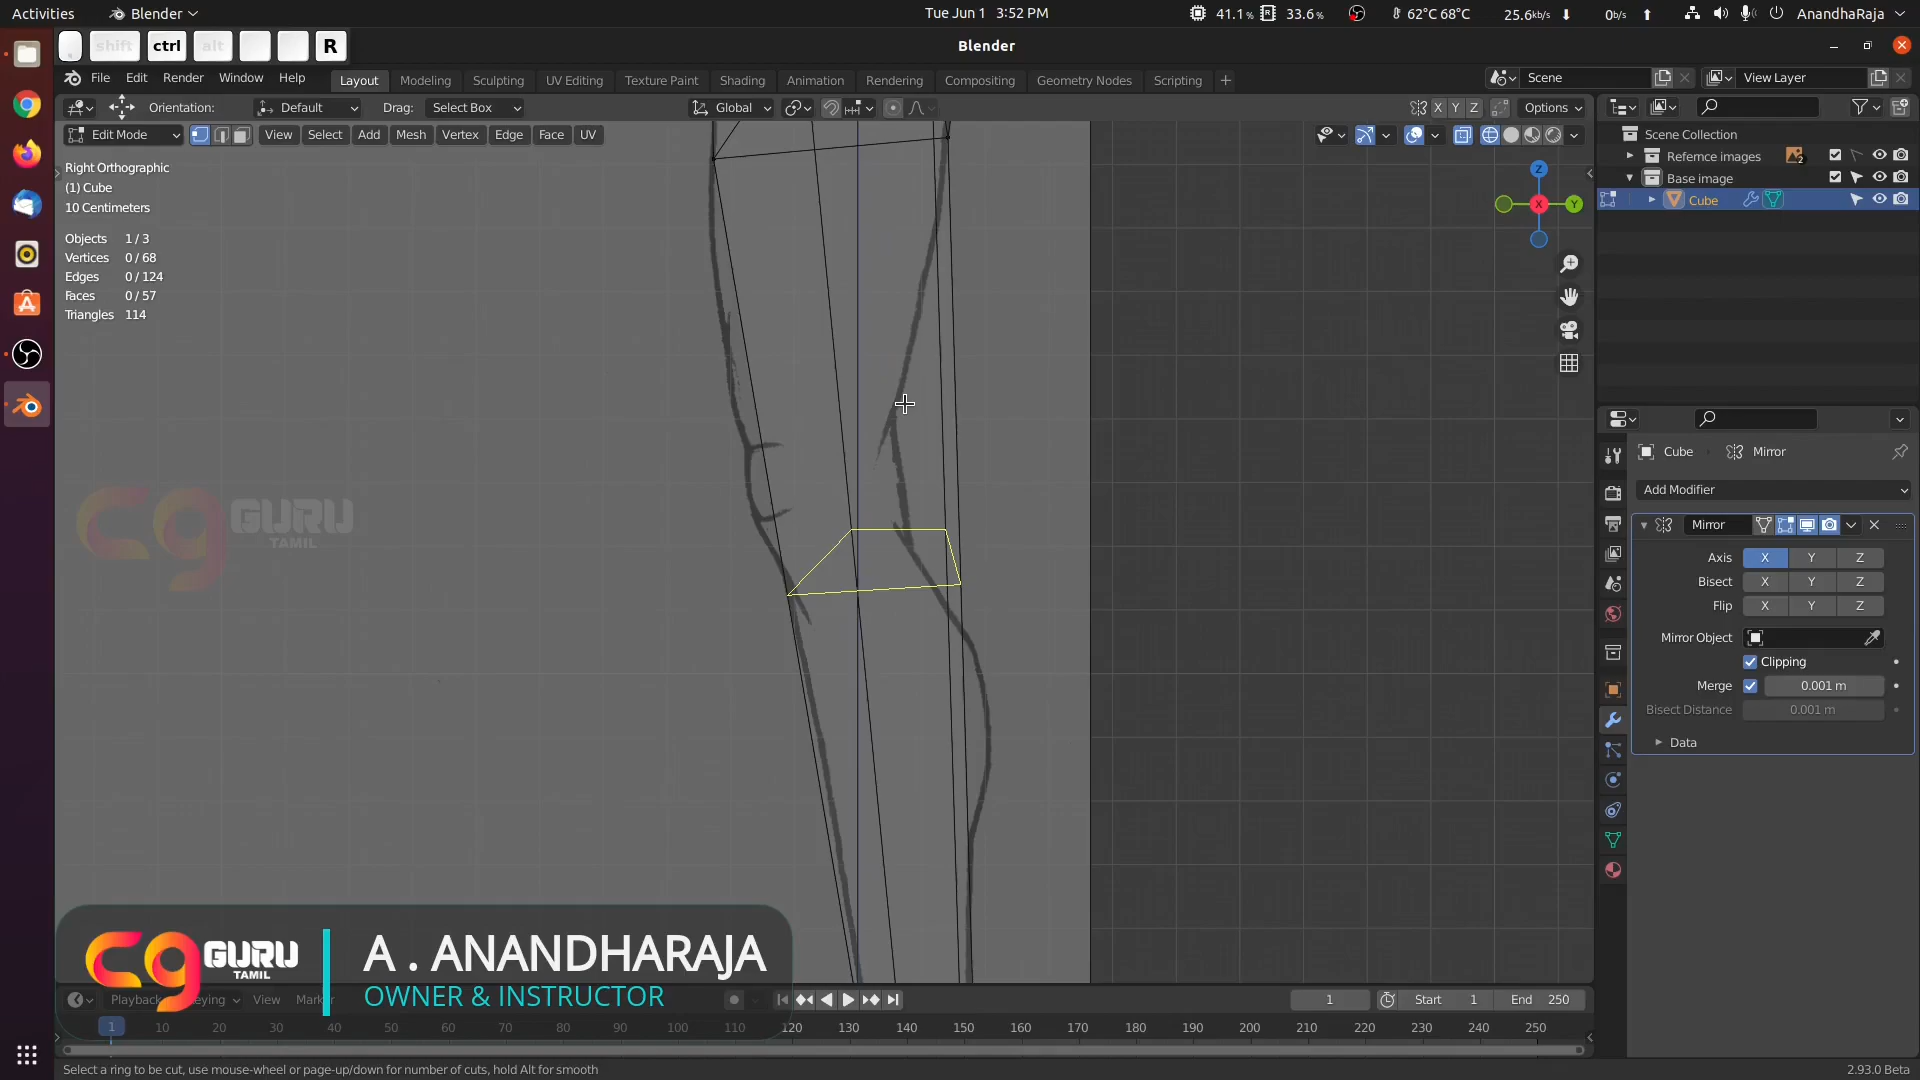 Activities Blender Tue Jun 1 3:52 PM 41.1% 33.6% 62°C 68°C 25.6kb/s 0b/s AnandhaRaja
shift ctrl alt R Blender
File Edit Render Window Help Layout Modeling Sculpting UV Editing Texture Paint Shading Animation Rendering Compositing Geometry Nodes Scripting + Scene View Layer
Orientation: Default Drag: Select Box Global X Y Z Options
Edit Mode View Select Add Mesh Vertex Edge Face UV
Scene Collection
Refernce images 2
Base image
Cube
Right Orthographic
(1) Cube
10 Centimeters
Objects 1/3
Vertices 0/68
Edges 0/124
Faces 0/57
Triangles 114
Z
X Y
Cube Mirror
Add Modifier
Mirror
Axis X Y Z
Bisect X Y Z
Flip X Y Z
Mirror Object
Clipping
Merge 0.001 m
Bisect Distance 0.001 m
Data
CG GURU
TAMIL
CG GURU
TAMIL
A . ANANDHARAJA
OWNER & INSTRUCTOR
View 1 Start 1 End 250
1 10 20 30 40 50 60 70 80 90 100 110 120 130 140 150 160 170 180 190 200 210 220 230 240 250
Select a ring to be cut, use mouse-wheel or page-up/down for number of cuts, hold Alt for smooth 2.93.0 Beta